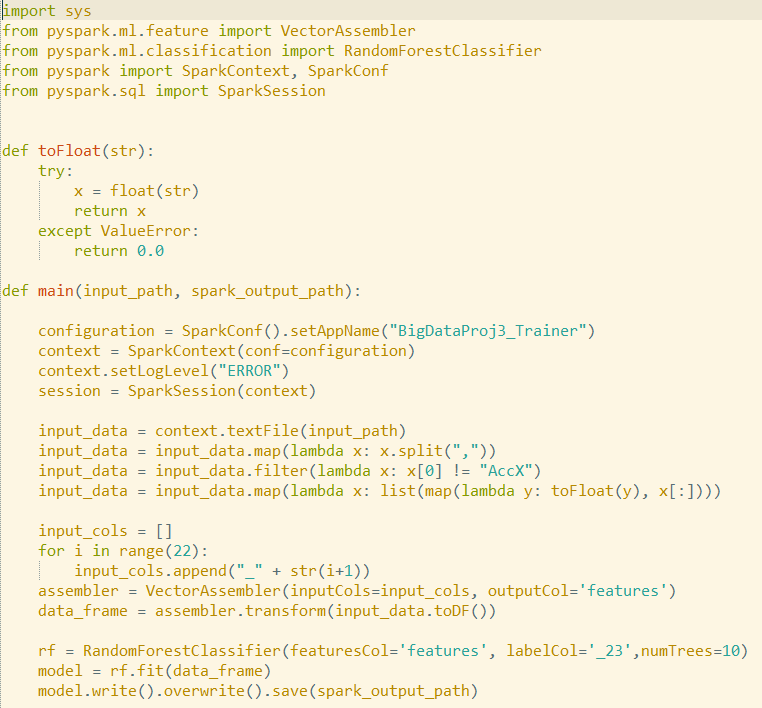 import sys
from pyspark.ml.feature import VectorAssembler
from pyspark.ml.classification import RandomForestClassifier
from pyspark import SparkContext, SparkConf
from pyspark.sql import SparkSession
def toFloat(str):
    try:
        x = float(str)
        return x
    except ValueError:
        return 0.0
def main(input_path, spark_output_path):
    configuration = SparkConf().setAppName("BigDataProj3_Trainer")
    context = SparkContext(conf=configuration)
    context.setLogLevel("ERROR")
    session = SparkSession(context)
    input_data = context.textFile(input_path)
    input_data = input_data.map(lambda x: x.split(","))
    input_data = input_data.filter(lambda x: x[0] != "AccX")
    input_data = input_data.map(lambda x: list(map(lambda y: toFloat(y), x[:])))
    input_cols = []
    for i in range(22):
        input_cols.append("_" + str(i+1))
    assembler = VectorAssembler(inputCols=input_cols, outputCol='features')
    data_frame = assembler.transform(input_data.toDF())
    rf = RandomForestClassifier(featuresCol='features', labelCol='_23',numTrees=10)
    model = rf.fit(data_frame)
    model.write().overwrite().save(spark_output_path)